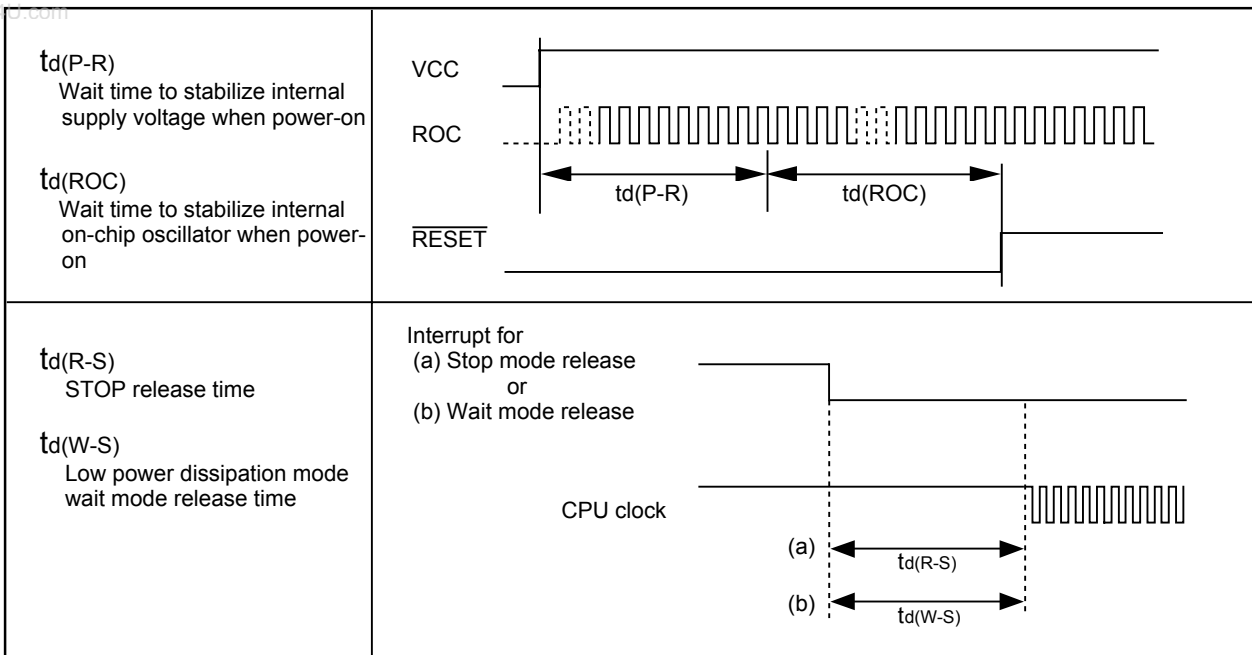 U.com
td(P-R)
Wait time to stabilize internal
supply voltage when power-on
td(ROC)
Wait time to stabilize internal
on-chip oscillator when power-
on
VCC
ROC
td(P-R)
td(ROC)
RESET
td(R-S)
STOP release time
td(W-S)
Low power dissipation mode
wait mode release time
Interrupt for
(a) Stop mode release
or
(b) Wait mode release
CPU clock
(a)
td(R-S)
(b)
td(W-S)